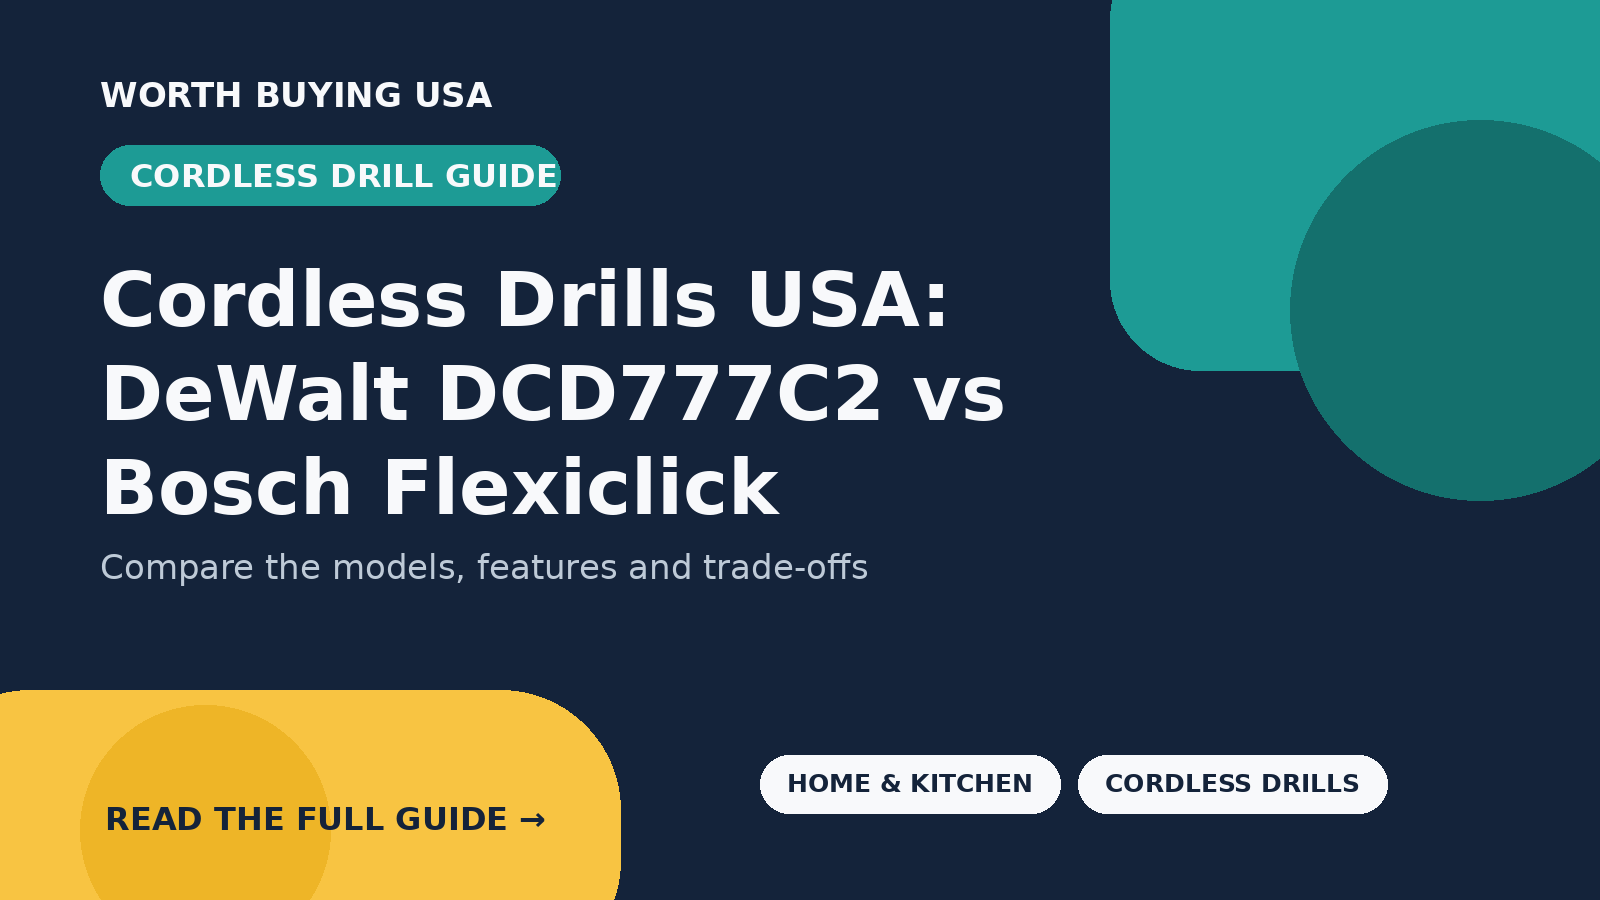 WORTH BUYING USA
CORDLESS DRILL GUIDE
Cordless Drills USA:
DeWalt DCD777C2 vs
Bosch Flexiclick
Compare the models, features and trade-offs
READ THE FULL GUIDE →
HOME & KITCHEN
CORDLESS DRILLS